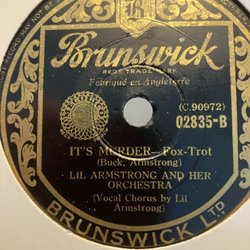 B
Brunswick
REGD TRADE MARK
Fabriqué en Angleterre
(C.90972)
02835-B
IT'S MURDER—Fox-Trot
(Buck, Armstrong)
LIL ARMSTRONG AND HER
ORCHESTRA
(Vocal Chorus by Lil
Armstrong)
BRUNSWICK LTD